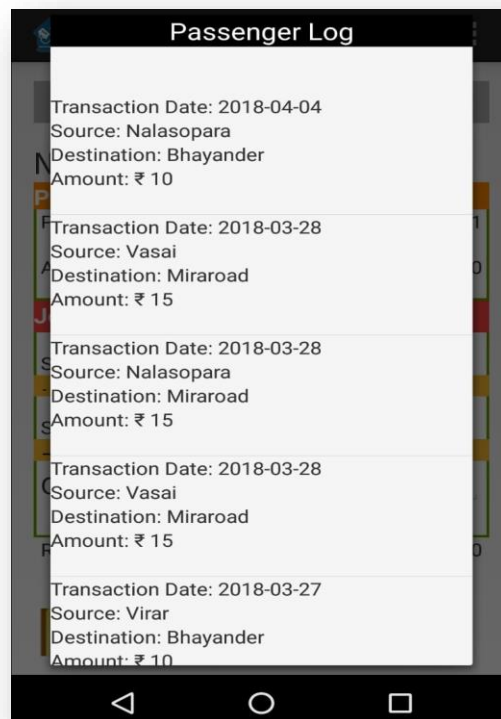 Passenger Log
Transaction Date: 2018-04-04
Source: Nalasopara
Destination: Bhayander
Amount: ₹ 10
Transaction Date: 2018-03-28
Source: Vasai
Destination: Miraroad
Amount: ₹ 15
Transaction Date: 2018-03-28
Source: Nalasopara
Destination: Miraroad
Amount: ₹ 15
Transaction Date: 2018-03-28
Source: Vasai
Destination: Miraroad
Amount: ₹ 15
Transaction Date: 2018-03-27
Source: Virar
Destination: Bhayander
Amount: ₹ 10